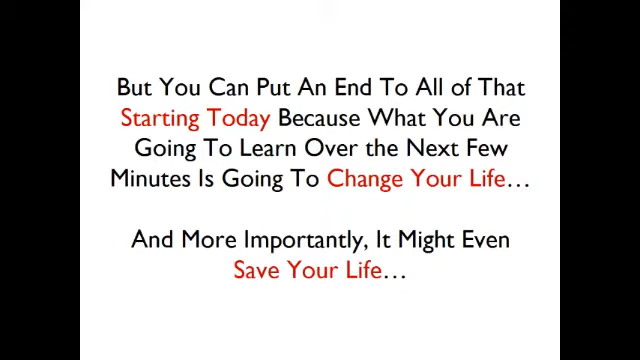 But You Can Put An End To All of That
Starting Today Because What You Are
Going To Learn Over the Next Few
Minutes Is Going To Change Your Life...
And More Importantly, It Might Even
Save Your Life...